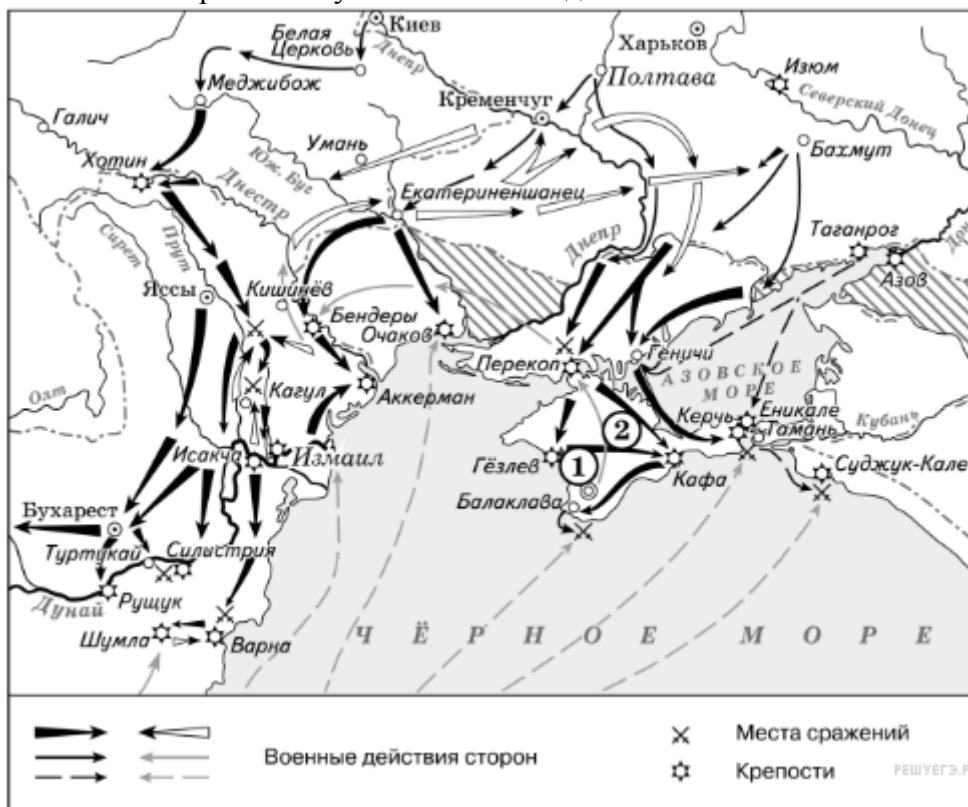 Киев
Белая
Церковь
Днепр
Харьков
Полтава
Изюм
Меджибож
Кременчуг
Северский Донец
Галич
Умань
Бахмут
Хотин
Юж. Буг
Екатериненшанец
Днестр
Сирет
Прут
Днепр
Таганрог
Дон
Азов
Яссы
Кишинёв
Бендеры
Очаков
Перекоп
Геничи
АЗОВСКОЕ
МОРЕ
Олт
Кагул
Аккерман
Керчь
Еникале
Тамань
Кубань
2
Исакча
Измаил
Гёзлев
1
Кафа
Суджук-Кале
Балаклава
Бухарест
Туртукай
Силистрия
Дунай
Рущук
Шумла
Варна
ЧЁРНОЕ МОРЕ
Военные действия сторон
Места сражений
Крепости
РЕШУЕГЭ.Р